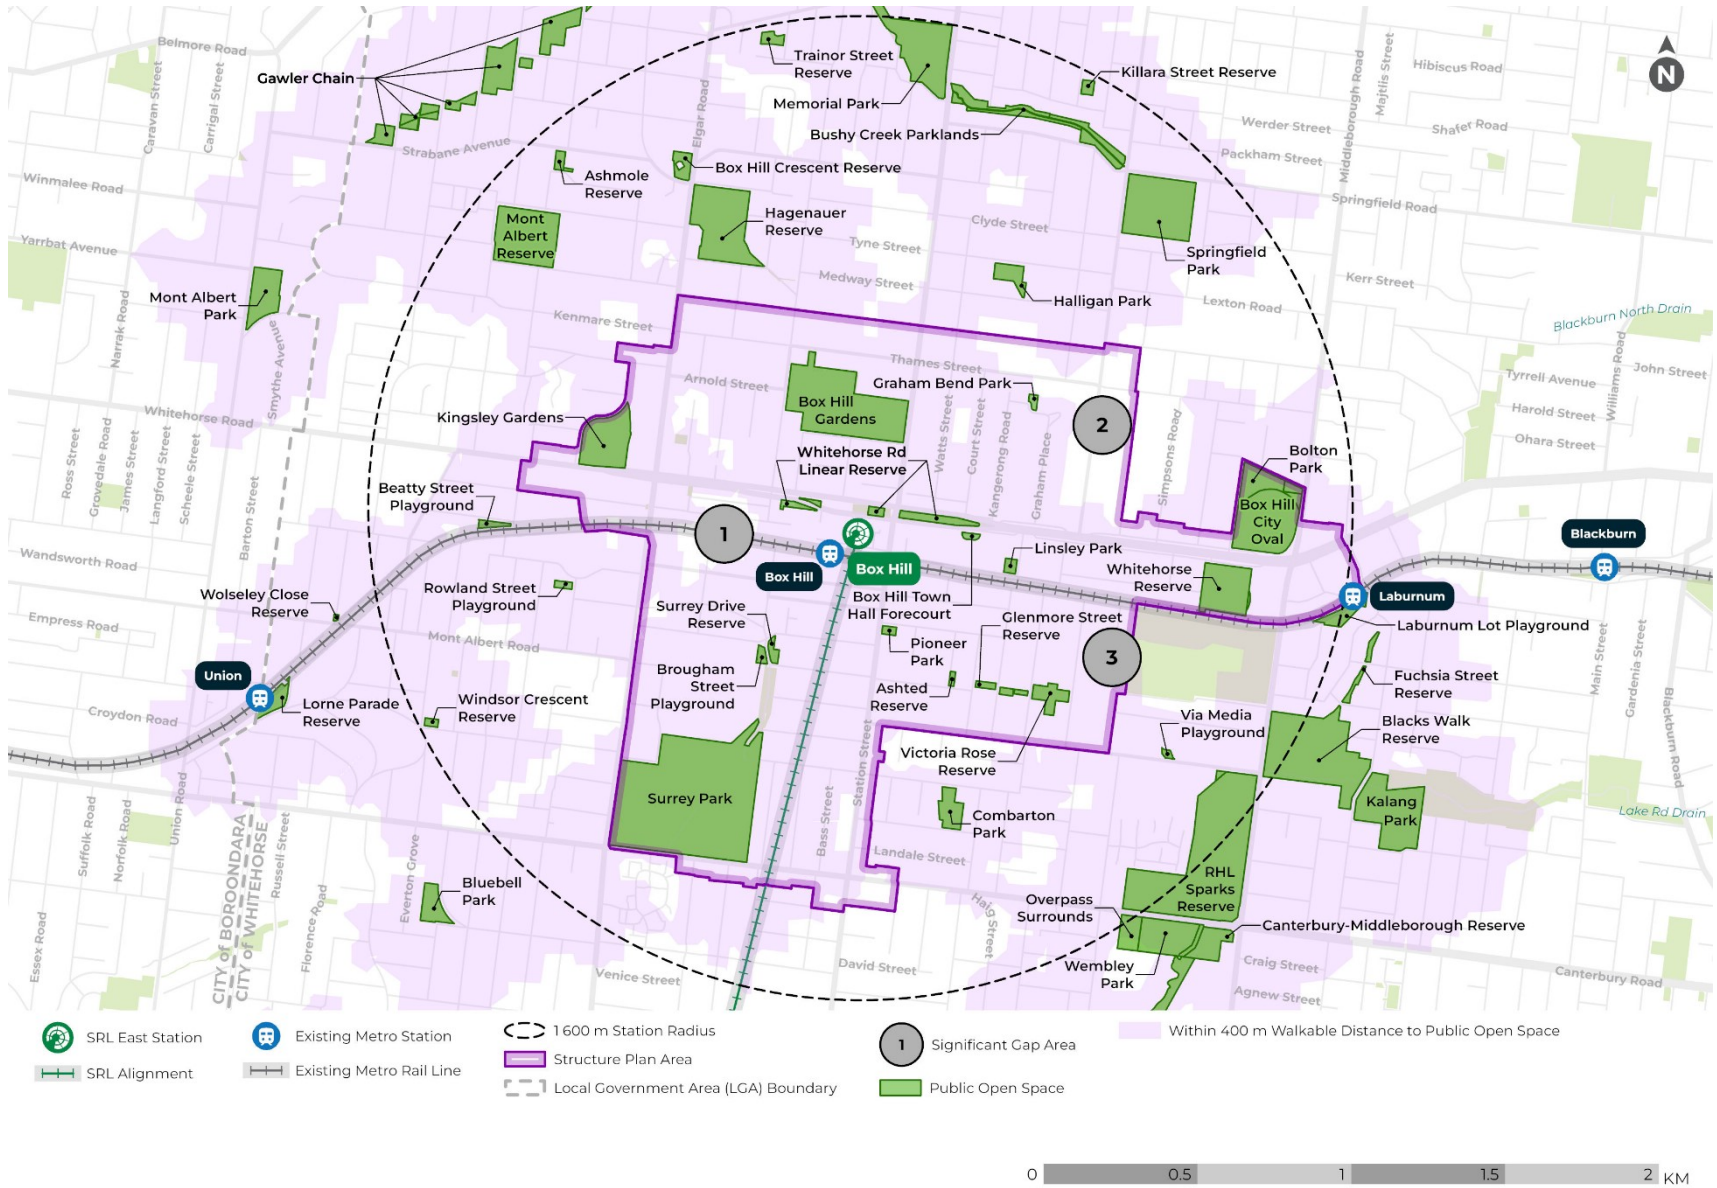 Belmore Road
Gawler Chain
Caravan Street
Carrigal Street
Strabane Avenue
Winmalee Road
Yarrbat Avenue
Mont Albert
Park
Narrak Road
Smythe Avenue
Trainor Street
Reserve
Elgar Road
Memorial Park
Bushy Creek Parklands
Killara Street Reserve
Middleborough Road
Majtlis Street
Hibiscus Road
Werder Street
Shafer Road
Packham Street
Springfield Road
N
Ashmole
Reserve
Box Hill Crescent Reserve
Mont
Albert
Reserve
Hagenauer
Reserve
Tyne Street
Medway Street
Clyde Street
Springfield
Park
Halligan Park
Lexton Road
Kerr Street
Blackburn North Drain
Kenmare Street
Thames Street
Arnold Street
Graham Bend Park
Box Hill
Gardens
Kingsley Gardens
Whitehorse Road
Whitehorse Rd
Linear Reserve
Watts Street
Court Street
Kangerong Road
Graham Place
2
Simpsons Road
Bolton
Park
Box Hill
City
Oval
Tyrrell Avenue
Harold Street
Ohara Street
Williams Road
John Street
Ross Street
Grovedale Road
James Street
Langford Street
Scheele Street
Barton Street
Beatty Street
Playground
1
Box Hill
Box Hill
Linsley Park
Box Hill Town
Hall Forecourt
Whitehorse
Reserve
Blackburn
Laburnum
Laburnum Lot Playground
Wandsworth Road
Empress Road
Wolseley Close
Reserve
Rowland Street
Playground
Mont Albert Road
Surrey Drive
Reserve
Brougham
Street
Playground
Pioneer
Park
Glenmore Street
Reserve
3
Ashted
Reserve
Via Media
Playground
Fuchsia Street
Reserve
Blacks Walk
Reserve
Main Street
Gardenia Street
Blackburn Road
Union
Croydon Road
Lorne Parade
Reserve
Windsor Crescent
Reserve
Victoria Rose
Reserve
Station Street
Bass Street
Surrey Park
Combarton
Park
Landale Street
Kalang
Park
Lake Rd Drain
Suffolk Road
Norfolk Road
Union Road
CITY of BOROONDARA
CITY of WHITEHORSE
Russell Street
Florence Road
Essex Road
Everton Grove
Bluebell
Park
RHL
Sparks
Reserve
Haig Street
Overpass
Surrounds
Canterbury-Middleborough Reserve
Wembley
Park
Venice Street
David Street
Craig Street
Agnew Street
Canterbury Road
SRL East Station
Existing Metro Station
1 600 m Station Radius
1
Significant Gap Area
Within 400 m Walkable Distance to Public Open Space
SRL Alignment
Existing Metro Rail Line
Structure Plan Area
Local Government Area (LGA) Boundary
Public Open Space
0 0.5 1 1.5 2 KM